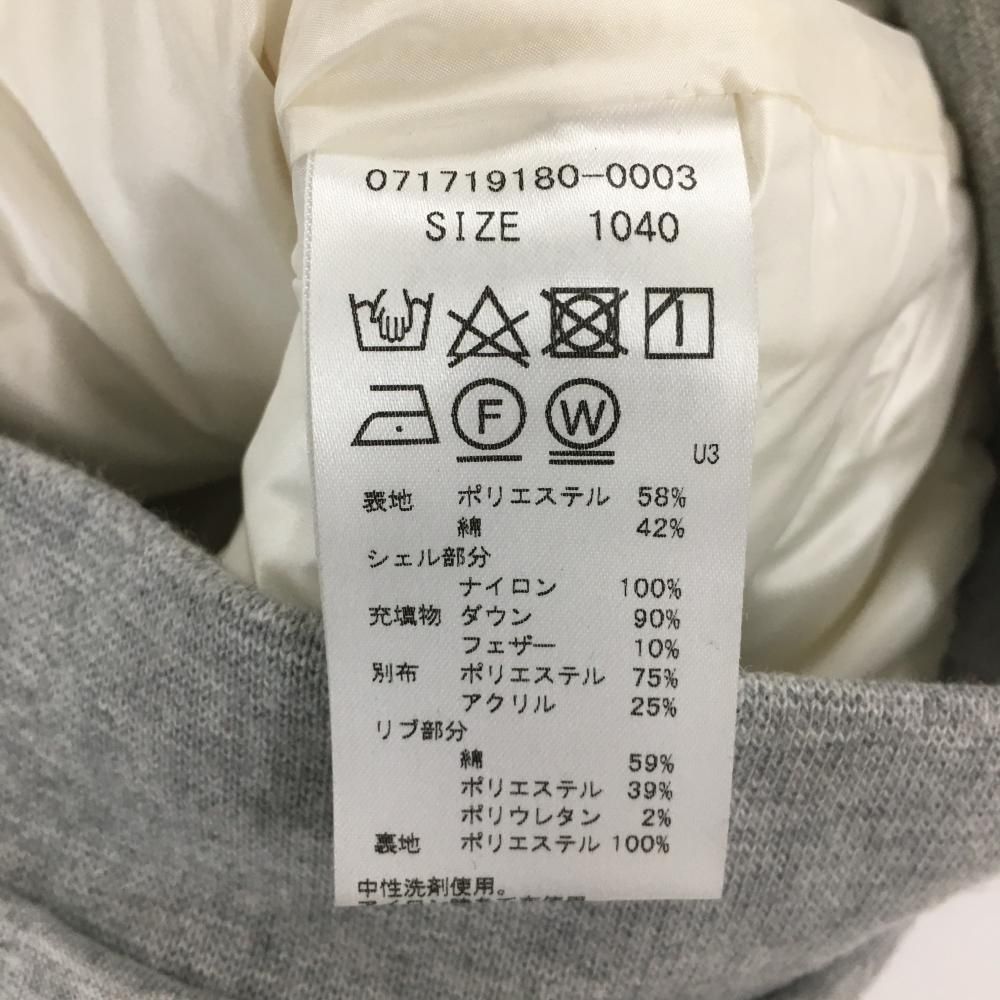 071719180-0003
SIZE 1040
F W
U3
表地 ポリエステル 58%
綿 42%
シェル部分
ナイロン 100%
充填物 ダウン 90%
フェザー 10%
別布 ポリエステル 75%
アクリル 25%
リブ部分
綿 59%
ポリエステル 39%
ポリウレタン 2%
裏地 ポリエステル 100%
中性洗剤使用。